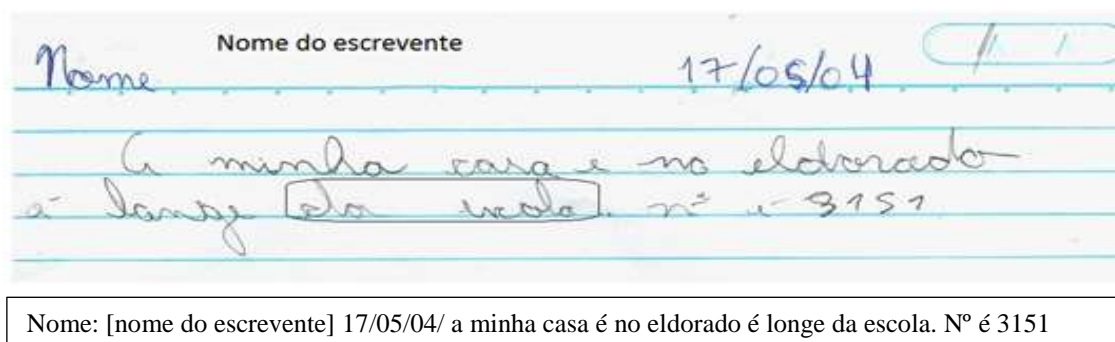 Nome do escrevente
Nome 17/05/04
A minha casa e no eldorado
é longe da escola. nº é 3151
Nome: [nome do escrevente] 17/05/04/ a minha casa é no eldorado é longe da escola. Nº é 3151